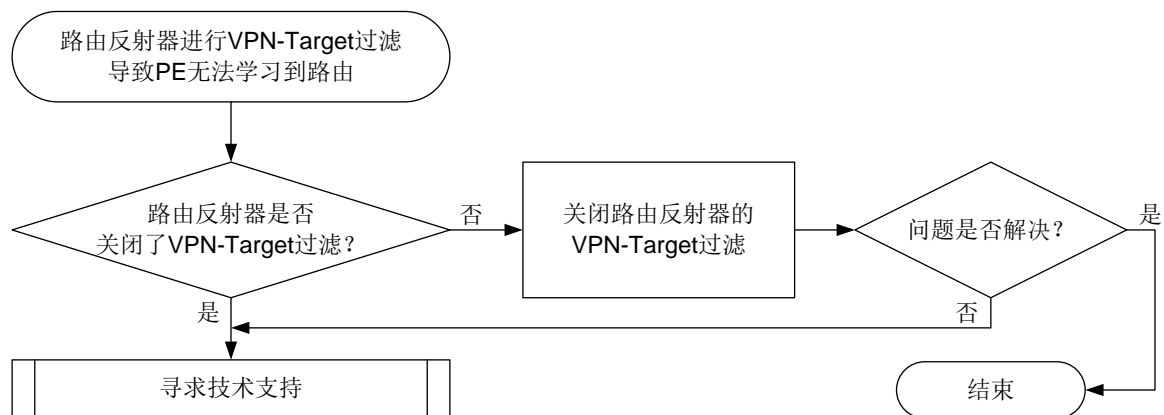 路由反射器进行VPN-Target过滤
导致PE无法学习到路由
路由反射器是否
关闭了VPN-Target过滤？
否
关闭路由反射器的
VPN-Target过滤
问题是否解决？
是
是
否
寻求技术支持
结束